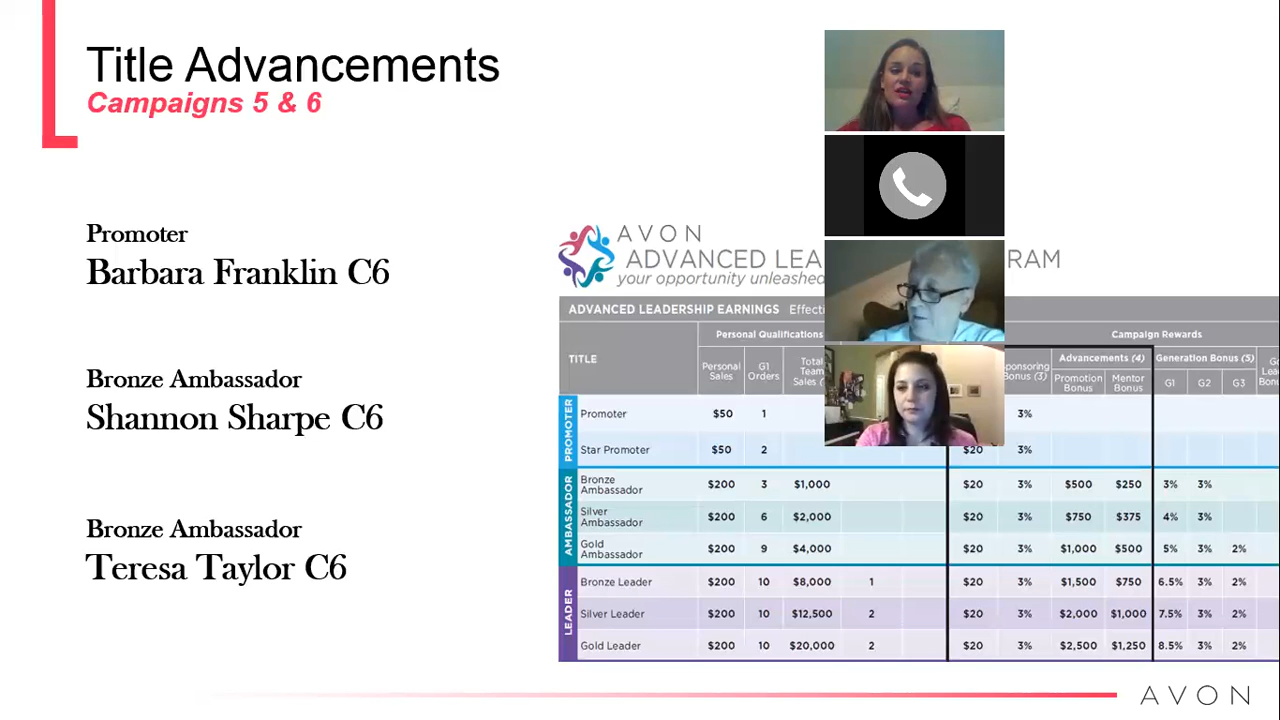 Title Advancements
Campaigns 5 & 6
Promoter
Barbara Franklin C6
Bronze Ambassador
Shannon Sharpe C6
Bronze Ambassador
Teresa Taylor C6
AVON
ADVANCED
RAM
your opportunity unleashed
ADVANCED LEADERSHIP EARNINGS
Personal Qualifications Campaign Rewards
TITLE Personal Sales G1 Orders Total Team Sales Bonus (3) Advancements (4) Generation Bonus (5)
Promotion Bonus Mentor Bonus G1 G2 G3
PROMOTER
Promoter $50 1 3%
Star Promoter $50 2 $20 3%
AMBASSADOR
Bronze Ambassador $200 3 $1,000 $20 3% $500 $250 3% 3%
Silver Ambassador $200 6 $2,000 $20 3% $750 $375 4% 3%
Gold Ambassador $200 9 $4,000 $20 3% $1,000 $500 5% 3% 2%
LEADER
Bronze Leader $200 10 $8,000 1 $20 3% $1,500 $750 6.5% 3% 2%
Silver Leader $200 10 $12,500 2 $20 3% $2,000 $1,000 7.5% 3% 2%
Gold Leader $200 10 $20,000 2 $20 3% $2,500 $1,250 8.5% 3% 2%
AVON